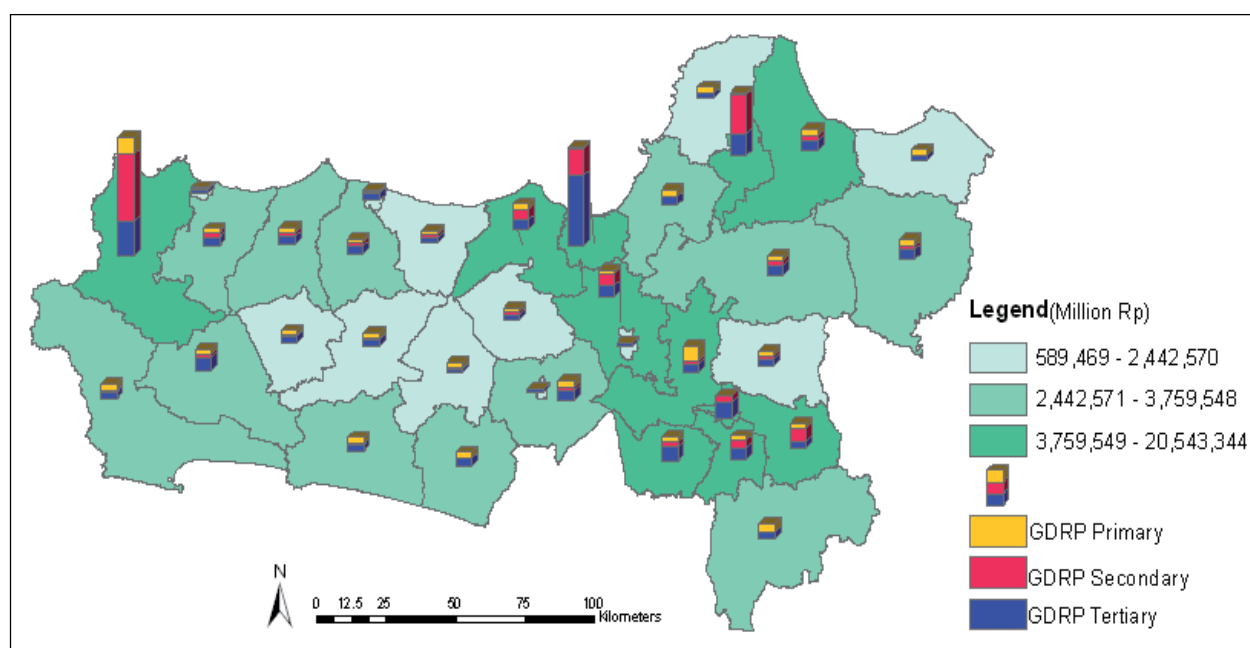 Legend(Million Rp)
589,469 - 2,442,570
2,442,571 - 3,759,548
3,759,549 - 20,543,344
GDRP Primary
GDRP Secondary
GDRP Tertiary
N
0 12.5 25 50 75 100
Kilometers